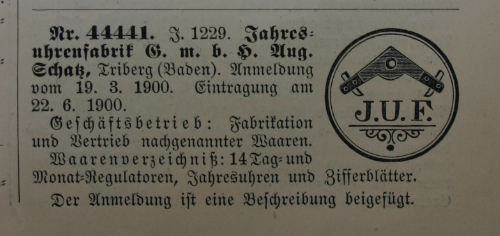 Nr. 44441. J. 1229. Jahres-
uhrenfabrik G. m. b. H. Aug.
Schatz, Triberg (Baden). Anmeldung
vom 19. 3. 1900. Eintragung am
22. 6. 1900.
Geschäftsbetrieb: Fabrikation
und Vertrieb nachgenannter Waaren.
Waarenverzeichniß: 14 Tag- und
Monat-Regulatoren, Jahresuhren und Zifferblätter.
Der Anmeldung ist eine Beschreibung beigefügt.
J.U.F.